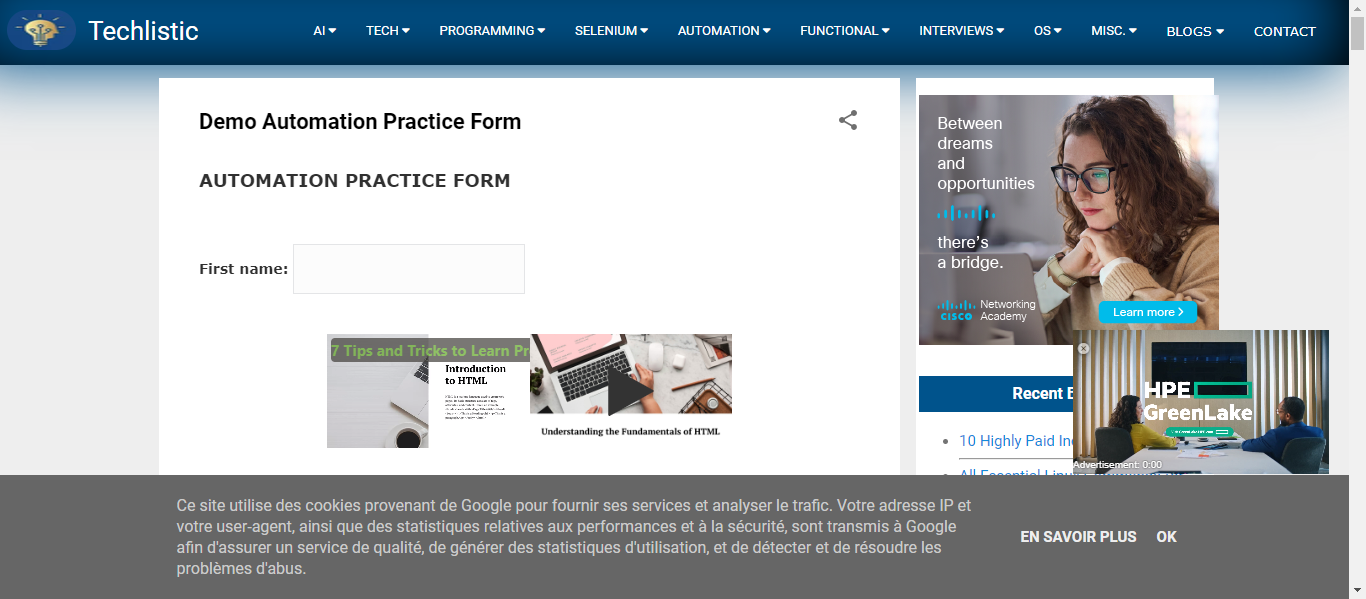 Techlistic
AI TECH PROGRAMMING SELENIUM AUTOMATION FUNCTIONAL INTERVIEWS OS MISC. BLOGS CONTACT
Demo Automation Practice Form
AUTOMATION PRACTICE FORM
First name:
7 Tips and Tricks to Learn Pr
Introduction
to HTML
Understanding the Fundamentals of HTML
Between
dreams
and
opportunities
there's
a bridge.
CISCO Networking
Academy
Learn more
Recent B
HPE
GreenLake
Advertisement: 0:00
10 Highly Paid In
All Essential Linux
Ce site utilise des cookies provenant de Google pour fournir ses services et analyser le trafic. Votre adresse IP et
votre user-agent, ainsi que des statistiques relatives aux performances et à la sécurité, sont transmis à Google
afin d'assurer un service de qualité, de générer des statistiques d'utilisation, et de détecter et de résoudre les
problèmes d'abus.
EN SAVOIR PLUS OK